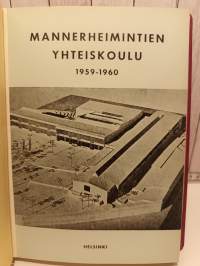 MANNERHEIMINTIEN
YHTEISKOULU
1959-1960
HELSINKI